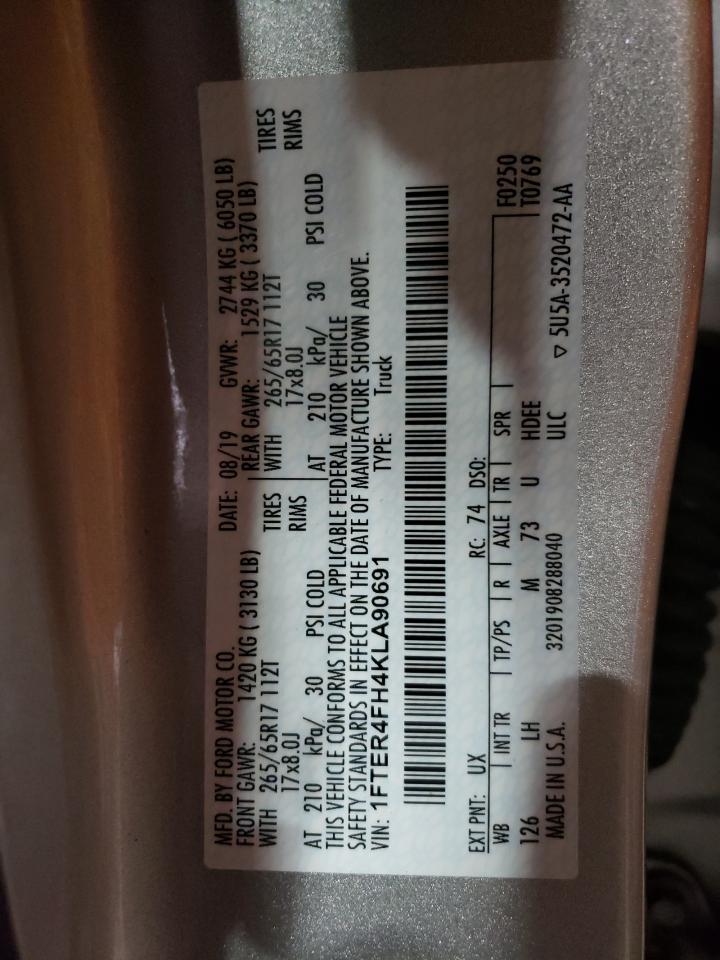 MFD. BY FORD MOTOR CO.
DATE: 08/19 GVWR: 2744 KG ( 6050 LB)
FRONT GAWR: 1420 KG ( 3130 LB) REAR GAWR: 1529 KG ( 3370 LB)
WITH 265/65R17 112T TIRES WITH 265/65R17 112T TIRES
17x8.0J RIMS 17x8.0J RIMS
AT 210 kPa/ 30 PSI COLD AT 210 kPa/ 30 PSI COLD
THIS VEHICLE CONFORMS TO ALL APPLICABLE FEDERAL MOTOR VEHICLE
SAFETY STANDARDS IN EFFECT ON THE DATE OF MANUFACTURE SHOWN ABOVE.
VIN: 1FTER4FH4KLA90691 TYPE: Truck
EXT PNT: UX RC: 74 DSO:
WB INT TR TP/PS R AXLE TR SPR F0250
126 LH M 73 U HDEE T0769
MADE IN U.S.A. 3201908288040 ULC ▽ 5U5A-3520472-AA